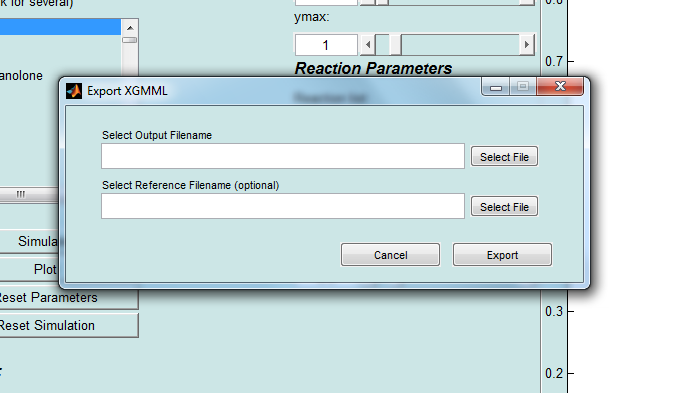 k for several)
ymax:
0.7
1
anolone
Reaction Parameters
Export XGMML
Select Output Filename
Select File
Select Reference Filename (optional)
Select File
Cancel
Export
Simula
Plot
Reset Parameters
Reset Simulation
0.3
0.2